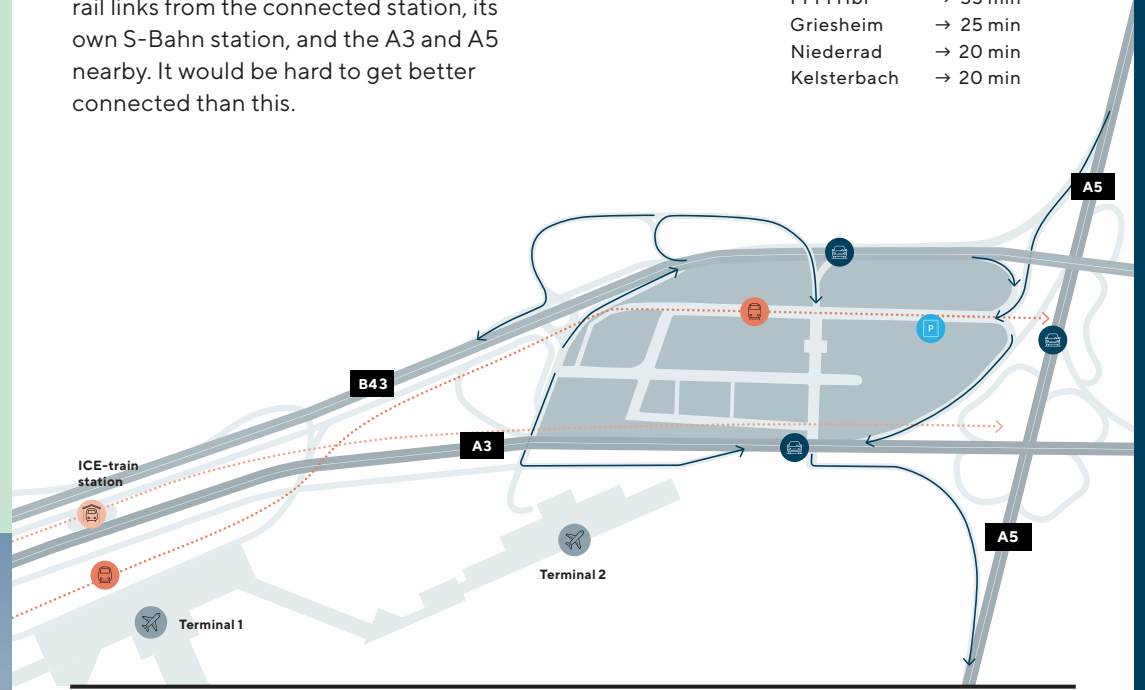 rail links from the connected station, its
own S-Bahn station, and the A3 and A5
nearby. It would be hard to get better
connected than this.
Griesheim → 25 min
Niederrad → 20 min
Kelsterbach → 20 min
A5
B43
A3
P
ICE-train
station
A5
Terminal 2
Terminal 1